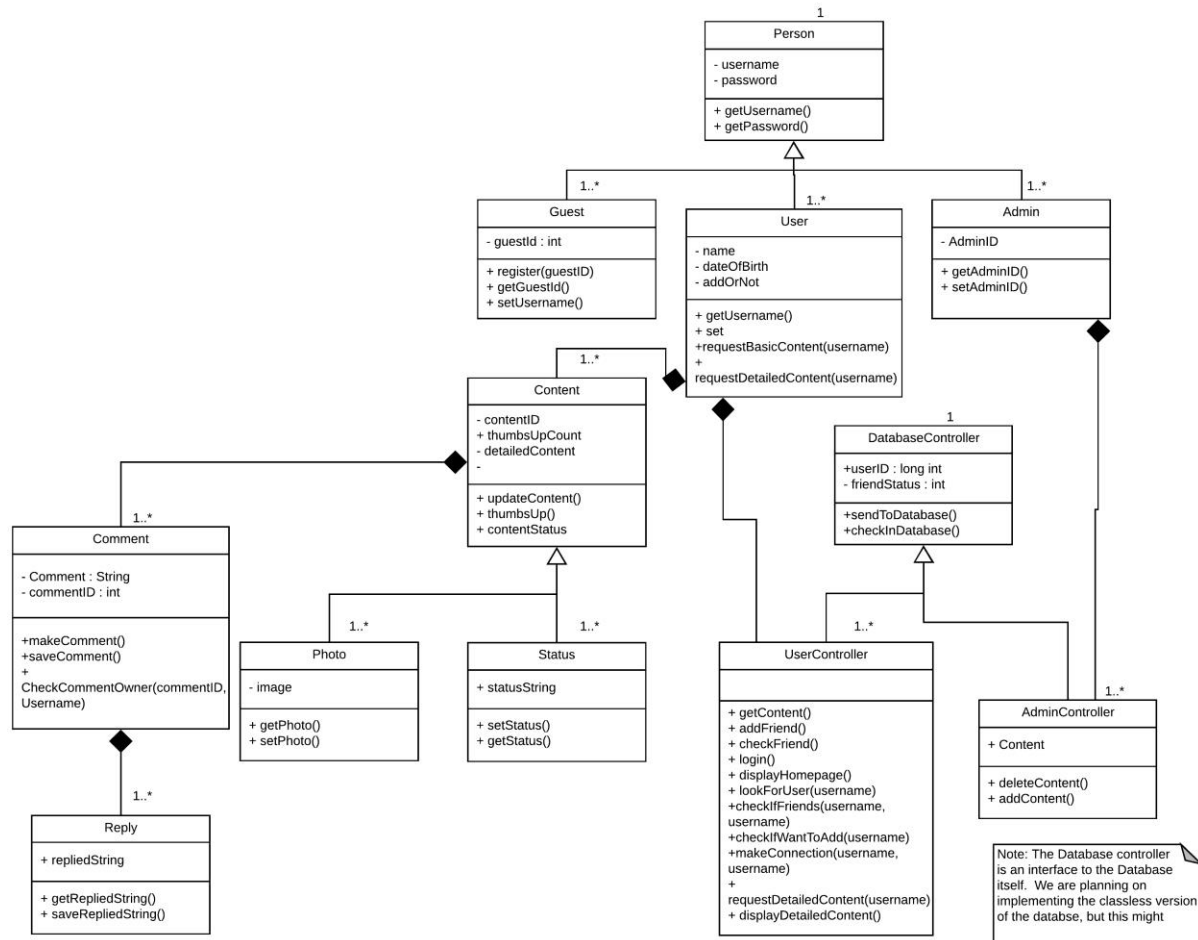 1
Person
- username
- password
+ getUsername()
+ getPassword()
1..*
Guest
- guestId : int
+ register(guestID)
+ getGuestId()
+ setUsername()
1..*
User
- name
- dateOfBirth
- addOrNot
+ getUsername()
+ set
+requestBasicContent(username)
+
requestDetailedContent(username)
1..*
Admin
- AdminID
+ getAdminID()
+ setAdminID()
1..*
Content
- contentID
+ thumbsUpCount
- detailedContent
-
+ updateContent()
+ thumbsUp()
+ contentStatus
1
DatabaseController
+userID : long int
- friendStatus : int
+sendToDatabase()
+checkInDatabase()
1..*
Comment
- Comment : String
- commentID : int
+makeComment()
+saveComment()
+
CheckCommentOwner(commentID,
Username)
1..*
Photo
- image
+ getPhoto()
+ setPhoto()
1..*
Status
+ statusString
+ setStatus()
+ getStatus()
1..*
UserController
+ getContent()
+ addFriend()
+ checkFriend()
+ login()
+ displayHomepage()
+ lookForUser(username)
+checkIfFriends(username,
username)
+checkIfWantToAdd(username)
+makeConnection(username,
username)
+
requestDetailedContent(username)
+ displayDetailedContent()
1..*
AdminController
+ Content
+ deleteContent()
+ addContent()
1..*
Reply
+ repliedString
+ getRepliedString()
+ saveRepliedString()
Note: The Database controller
is an interface to the Database
itself. We are planning on
implementing the classless version
of the databse, but this might